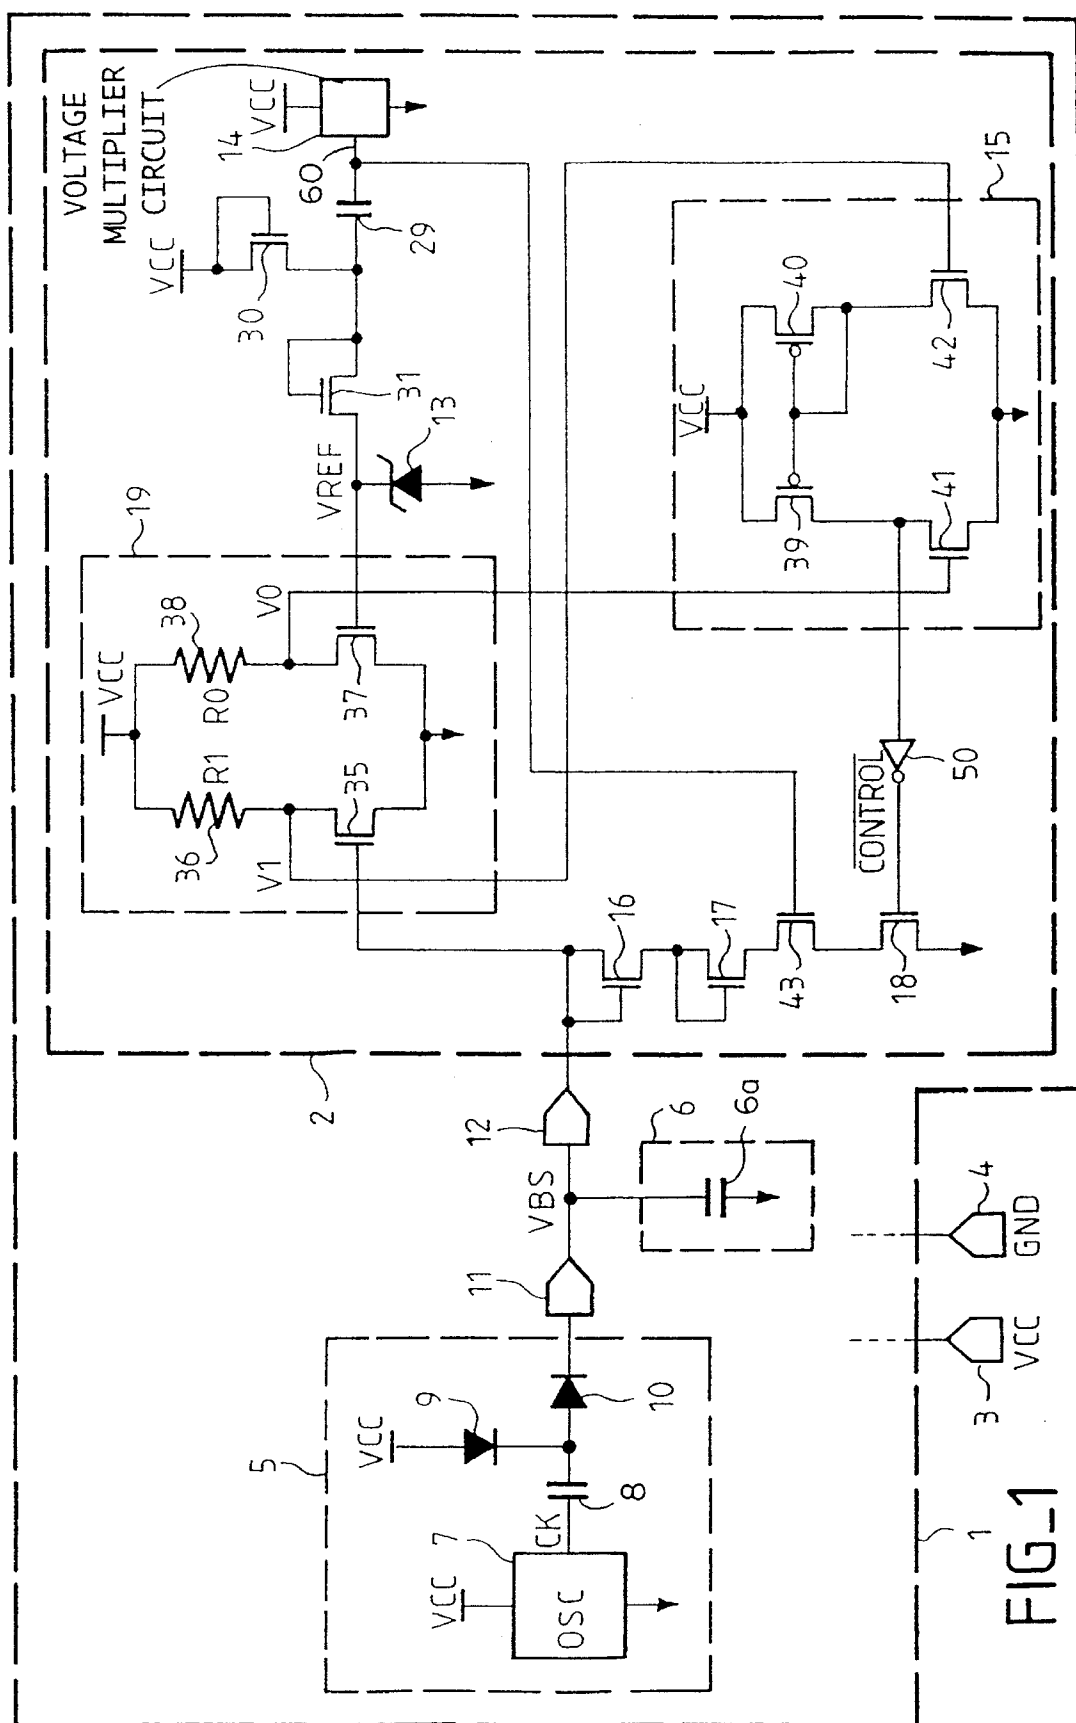 VOLTAGE
MULTIPLIER
CIRCUIT
VCC
14
60
29
VCC
30
31
13
VREF
19
VCC
38
R0
V0
37
R1
36
V1
35
15
VCC
40
39
42
41
CONTROL
50
16
17
43
18
2
12
VBS
11
6
6a
5
VCC
9
10
8
CK
7
VCC
OSC
4
GND
3
VCC
1
FIG_1